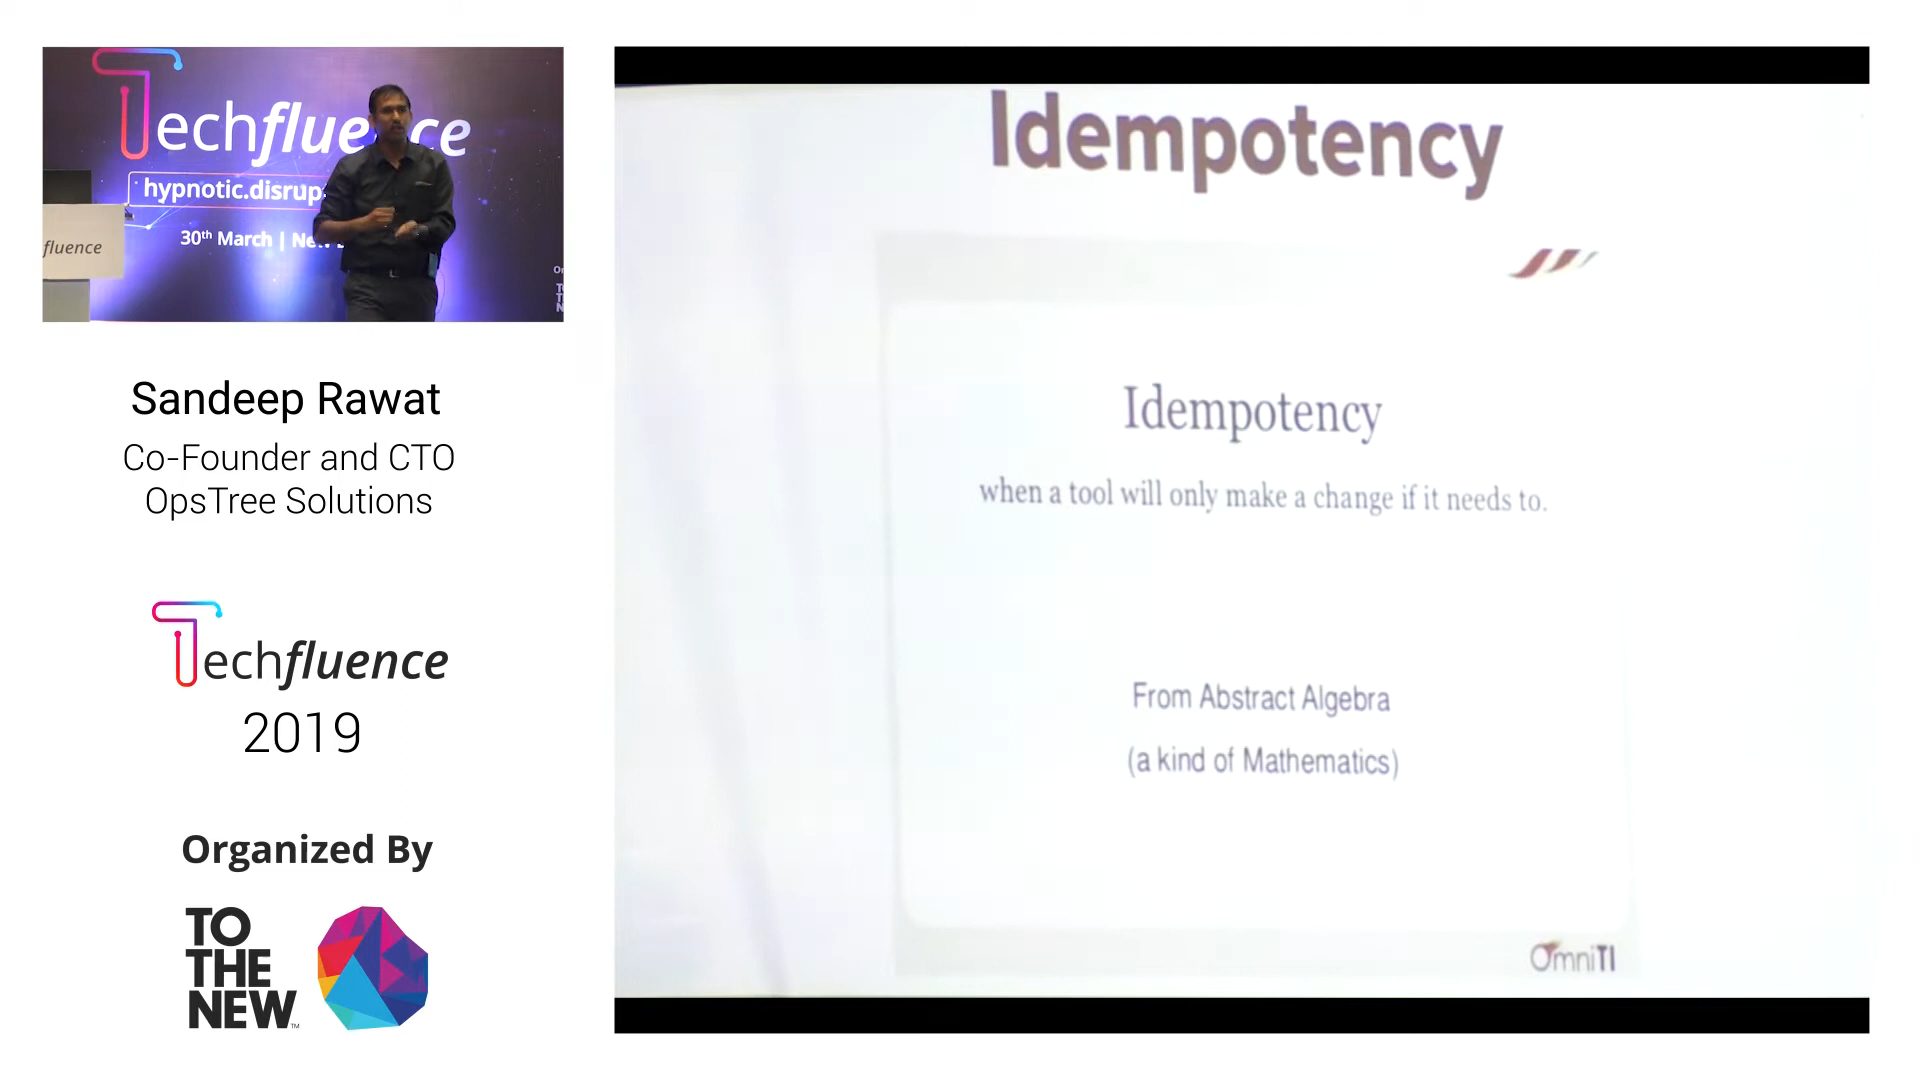 Techfluence
hypnotic.disrup
30th March | New
fluence
Sandeep Rawat
Co-Founder and CTO
OpsTree Solutions
Techfluence
2019
Organized By
TO
THE
NEW™
Idempotency
Idempotency
when a tool will only make a change if it needs to.
From Abstract Algebra
(a kind of Mathematics)
OmniTI